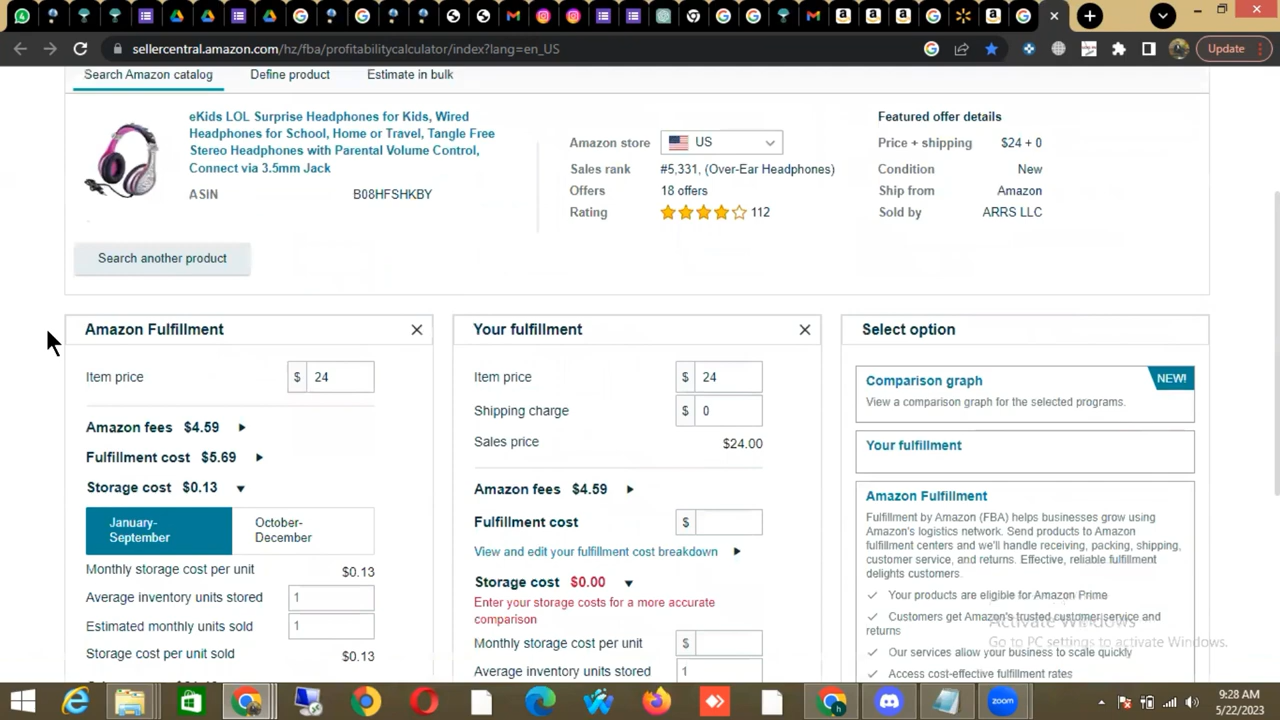 sellercentral.amazon.com/hz/fba/profitabilitycalculator/index?lang=en_US
Update
Search Amazon catalog
Define product
Estimate in bulk
eKids LOL Surprise Headphones for Kids, Wired
Headphones for School, Home or Travel, Tangle Free
Stereo Headphones with Parental Volume Control,
Connect via 3.5mm Jack
ASIN B08HFSHKBY
Amazon store US
Sales rank #5,331, (Over-Ear Headphones)
Offers 18 offers
Rating 112
Featured offer details
Price + shipping $24 + 0
Condition New
Ship from Amazon
Sold by ARRS LLC
Search another product
Amazon Fulfillment
Item price $ 24
Amazon fees $4.59
Fulfillment cost $5.69
Storage cost $0.13
January-
September
October-
December
Monthly storage cost per unit $0.13
Average inventory units stored 1
Estimated monthly units sold 1
Storage cost per unit sold $0.13
Your fulfillment
Item price $ 24
Shipping charge $ 0
Sales price $24.00
Amazon fees $4.59
Fulfillment cost $
View and edit your fulfillment cost breakdown
Storage cost $0.00
Enter your storage costs for a more accurate
comparison
Monthly storage cost per unit $
Average inventory units stored 1
Select option
Comparison graph
NEW!
View a comparison graph for the selected programs.
Your fulfillment
Amazon Fulfillment
Fulfillment by Amazon (FBA) helps businesses grow using
Amazon's logistics network. Send products to Amazon
fulfillment centers and we'll handle receiving, packing, shipping,
customer service, and returns. Effective, reliable fulfillment
delights customers.
Your products are eligible for Amazon Prime
Customers get Amazon's trusted customer service and
returns
Our services allow your business to scale quickly
Access cost-effective fulfillment rates
Activate Windows
Go to PC settings to activate Windows.
9:28 AM
5/22/2023